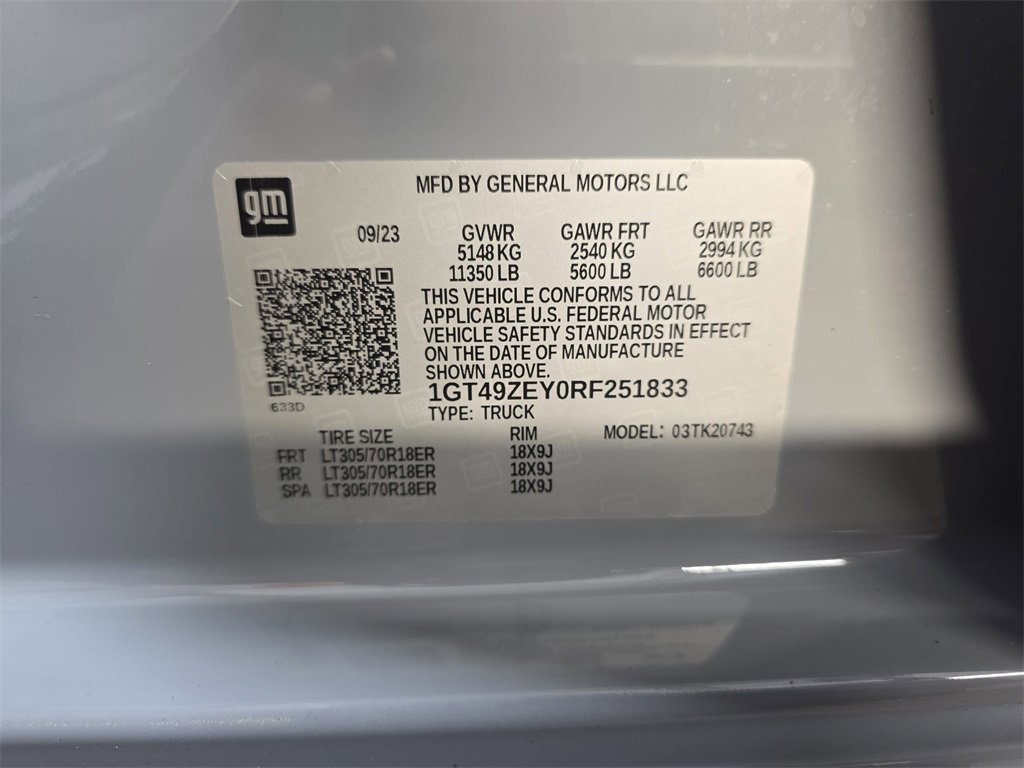 gm
MFD BY GENERAL MOTORS LLC
09/23 GVWR GAWR FRT GAWR RR
5148 KG 2540 KG 2994 KG
11350 LB 5600 LB 6600 LB
THIS VEHICLE CONFORMS TO ALL
APPLICABLE U.S. FEDERAL MOTOR
VEHICLE SAFETY STANDARDS IN EFFECT
ON THE DATE OF MANUFACTURE
SHOWN ABOVE.
1GT49ZEY0RF251833
633D
TYPE: TRUCK
TIRE SIZE RIM MODEL: 03TK20743
FRT LT305/70R18ER 18X9J
RR LT305/70R18ER 18X9J
SPA LT305/70R18ER 18X9J